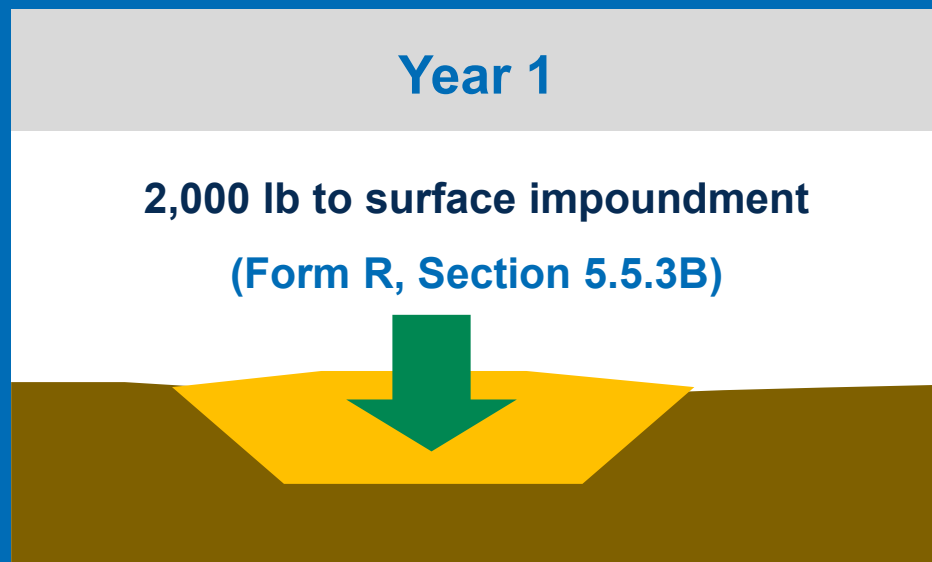 Year 1
2,000 lb to surface impoundment
(Form R, Section 5.5.3B)